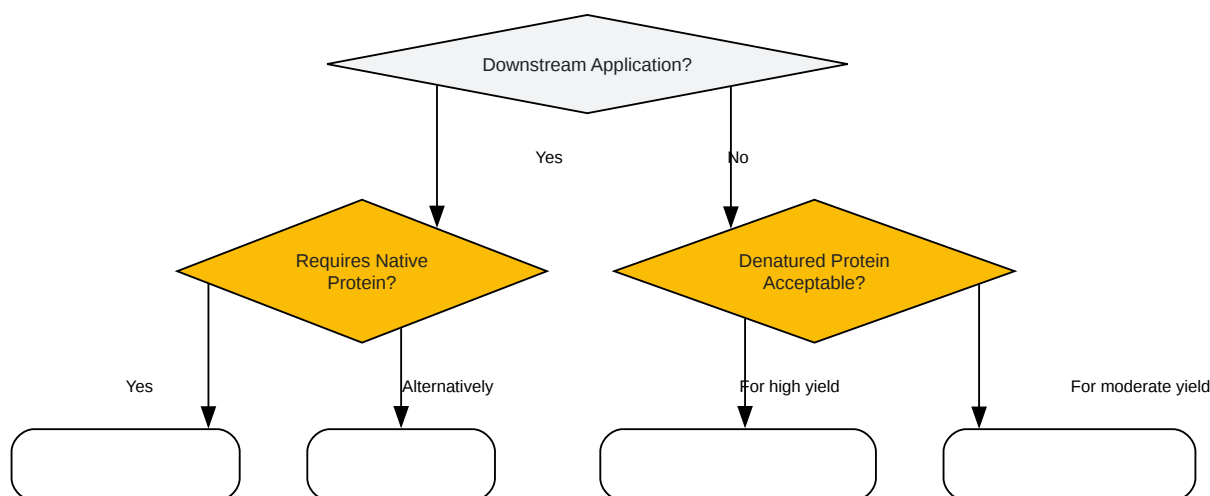 Downstream Application?
Yes
No
Requires Native
Protein?
Denatured Protein
Acceptable?
Yes
Alternatively
For high yield
For moderate yield